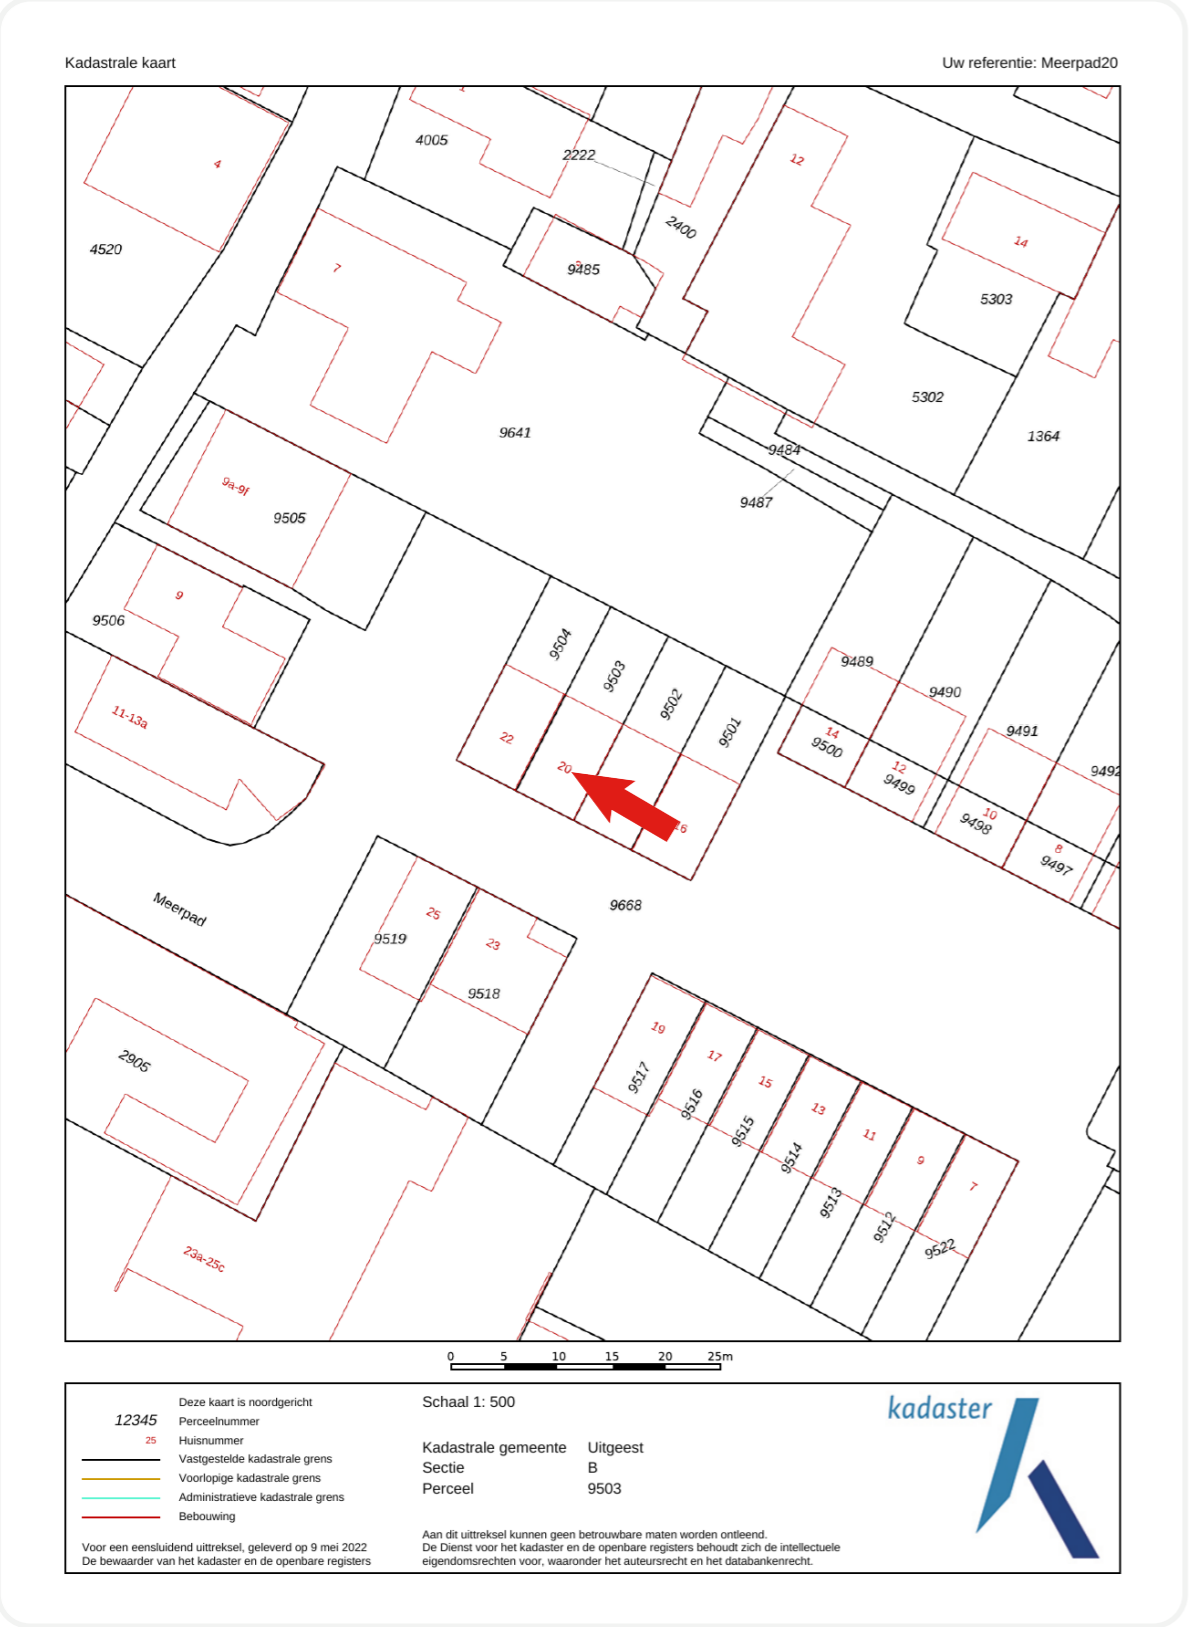 Kadastrale kaart
Uw referentie: Meerpad20
4005
2222
12
4
2400
14
4520
7
9485
5303
5302
9641
1364
9484
9a-9f
9487
9505
9
9506
9504
9503
9502
9501
9489
9490
9491
9492
11-13a
22
20
16
14
9500
12
9499
10
9498
8
9497
Meerpad
9668
25
9519
23
9518
19
17
15
13
11
9
7
9517
9516
9515
9514
9513
9512
9522
2905
23a-25c
0 5 10 15 20 25m
Deze kaart is noordgericht
12345 Perceelnummer
25 Huisnummer
Vastgestelde kadastrale grens
Voorlopige kadastrale grens
Administratieve kadastrale grens
Bebouwing
Voor een eensluidend uittreksel, geleverd op 9 mei 2022
De bewaarder van het kadaster en de openbare registers
Schaal 1: 500
Kadastrale gemeente Uitgeest
Sectie B
Perceel 9503
Aan dit uittreksel kunnen geen betrouwbare maten worden ontleend.
De Dienst voor het kadaster en de openbare registers behoudt zich de intellectuele
eigendomsrechten voor, waaronder het auteursrecht en het databankenrecht.
kadaster